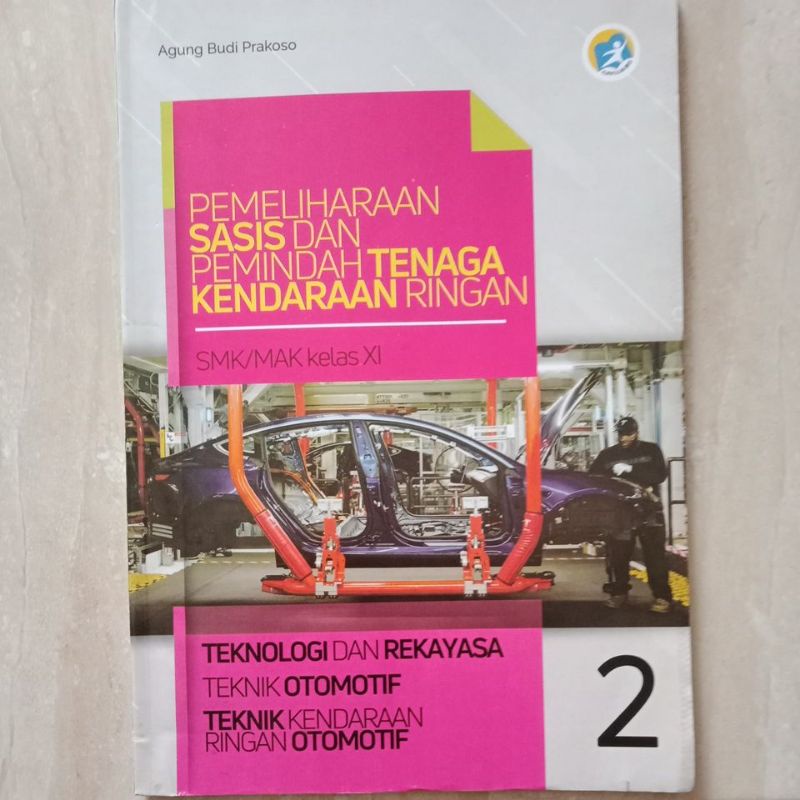 Agung Budi Prakoso
PEMELIHARAAN
SASIS DAN
PEMINDAH TENAGA
KENDARAAN RINGAN
SMK/MAK kelas XI
TEKNOLOGI DAN REKAYASA
TEKNIK OTOMOTIF
TEKNIK KENDARAAN
RINGAN OTOMOTIF
2